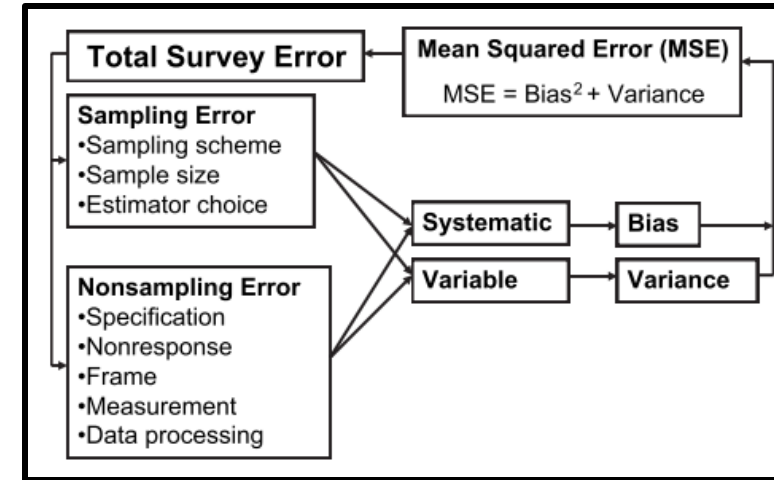 Total Survey Error
Mean Squared Error (MSE)
MSE = Bias² + Variance
Sampling Error
•Sampling scheme
•Sample size
•Estimator choice
Systematic
Bias
Variable
Variance
Nonsampling Error
•Specification
•Nonresponse
•Frame
•Measurement
•Data processing